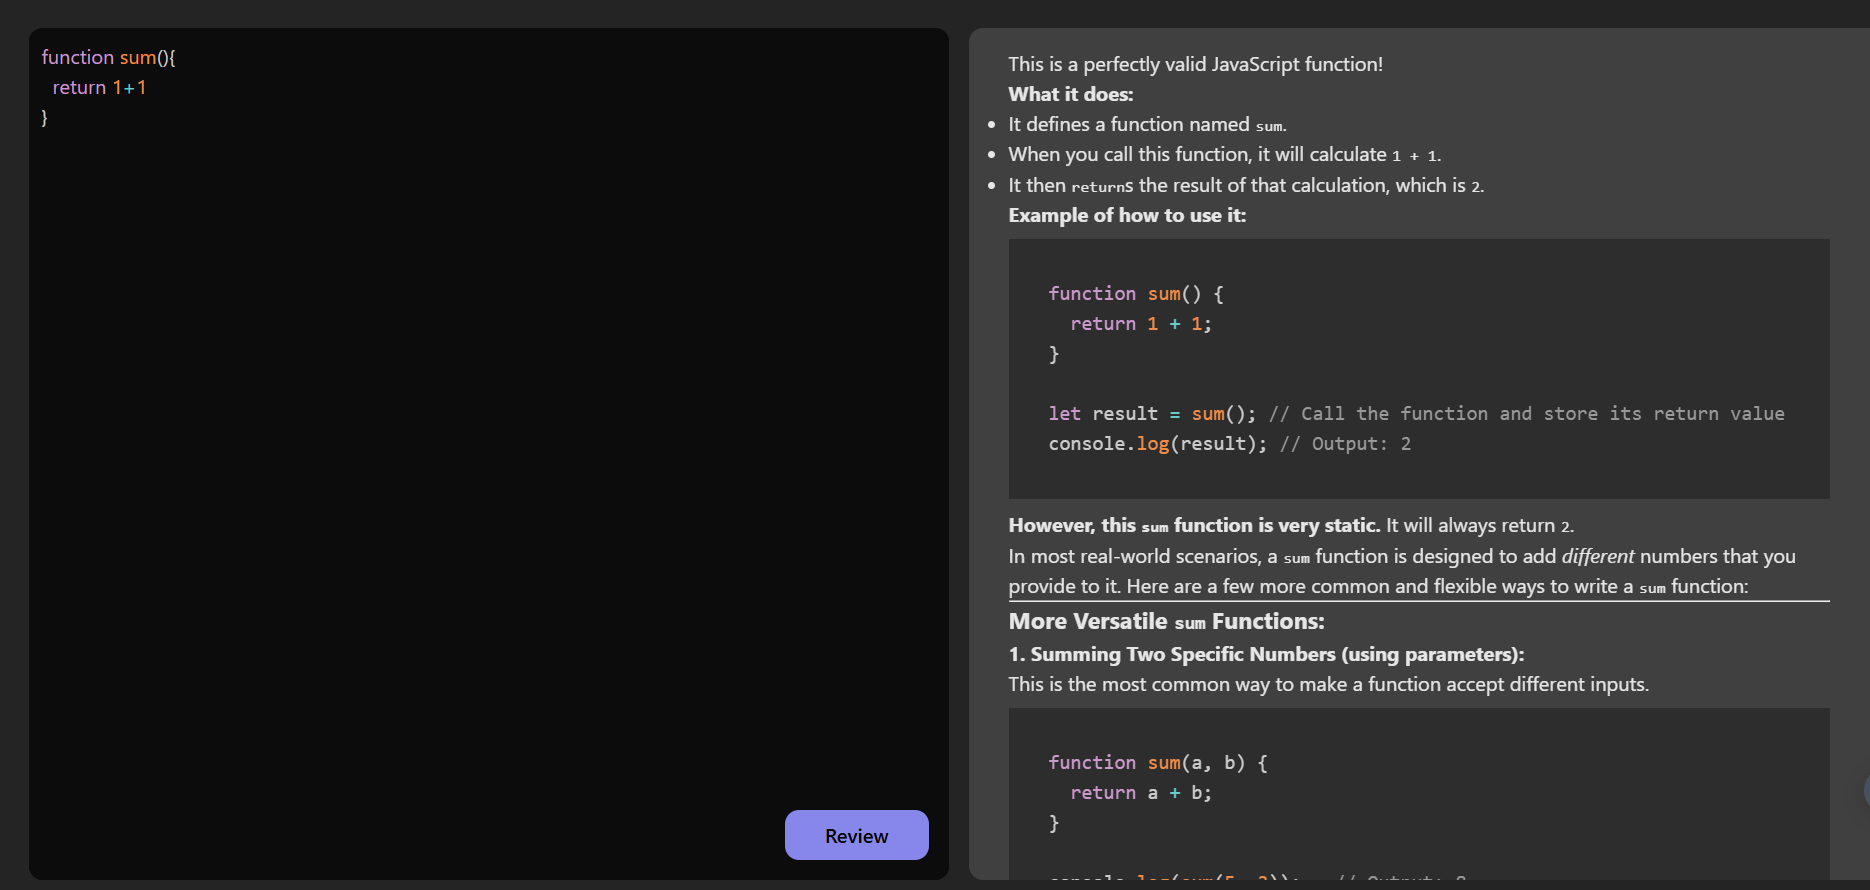 function sum(){
  return 1+1
}
Review
This is a perfectly valid JavaScript function!
What it does:
• It defines a function named sum.
• When you call this function, it will calculate 1 + 1.
• It then returns the result of that calculation, which is 2.
Example of how to use it:
function sum() {
  return 1 + 1;
}
let result = sum(); // Call the function and store its return value
console.log(result); // Output: 2
However, this sum function is very static. It will always return 2.
In most real-world scenarios, a sum function is designed to add different numbers that you
provide to it. Here are a few more common and flexible ways to write a sum function:
More Versatile sum Functions:
1. Summing Two Specific Numbers (using parameters):
This is the most common way to make a function accept different inputs.
function sum(a, b) {
  return a + b;
}